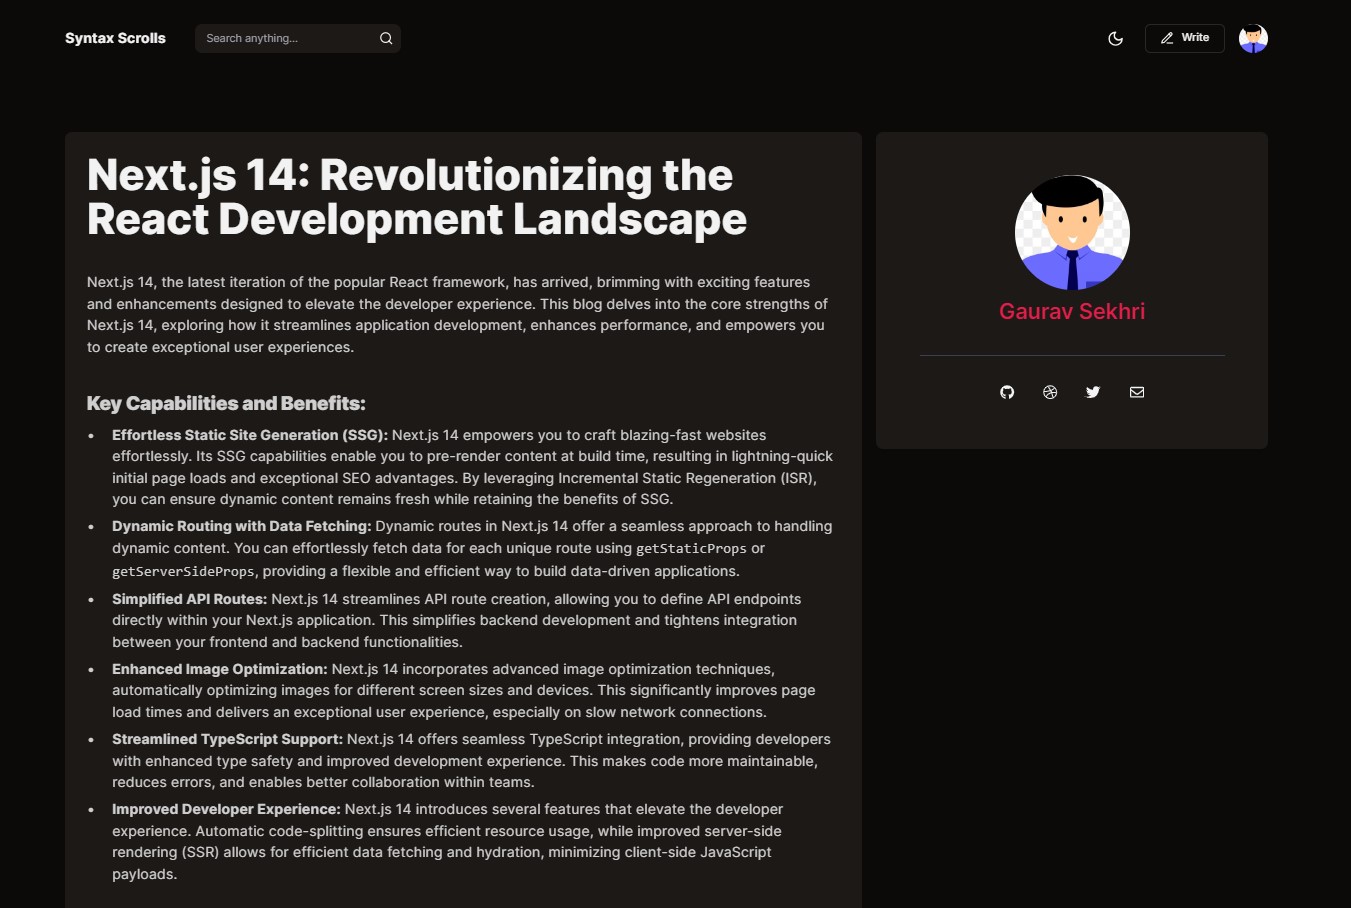 Syntax Scrolls
Search anything...
Write
Next.js 14: Revolutionizing the
React Development Landscape
Next.js 14, the latest iteration of the popular React framework, has arrived, brimming with exciting features
and enhancements designed to elevate the developer experience. This blog delves into the core strengths of
Next.js 14, exploring how it streamlines application development, enhances performance, and empowers you
to create exceptional user experiences.
Key Capabilities and Benefits:
• Effortless Static Site Generation (SSG): Next.js 14 empowers you to craft blazing-fast websites
effortlessly. Its SSG capabilities enable you to pre-render content at build time, resulting in lightning-quick
initial page loads and exceptional SEO advantages. By leveraging Incremental Static Regeneration (ISR),
you can ensure dynamic content remains fresh while retaining the benefits of SSG.
• Dynamic Routing with Data Fetching: Dynamic routes in Next.js 14 offer a seamless approach to handling
dynamic content. You can effortlessly fetch data for each unique route using getStaticProps or
getServerSideProps, providing a flexible and efficient way to build data-driven applications.
• Simplified API Routes: Next.js 14 streamlines API route creation, allowing you to define API endpoints
directly within your Next.js application. This simplifies backend development and tightens integration
between your frontend and backend functionalities.
• Enhanced Image Optimization: Next.js 14 incorporates advanced image optimization techniques,
automatically optimizing images for different screen sizes and devices. This significantly improves page
load times and delivers an exceptional user experience, especially on slow network connections.
• Streamlined TypeScript Support: Next.js 14 offers seamless TypeScript integration, providing developers
with enhanced type safety and improved development experience. This makes code more maintainable,
reduces errors, and enables better collaboration within teams.
• Improved Developer Experience: Next.js 14 introduces several features that elevate the developer
experience. Automatic code-splitting ensures efficient resource usage, while improved server-side
rendering (SSR) allows for efficient data fetching and hydration, minimizing client-side JavaScript
payloads.
Gaurav Sekhri